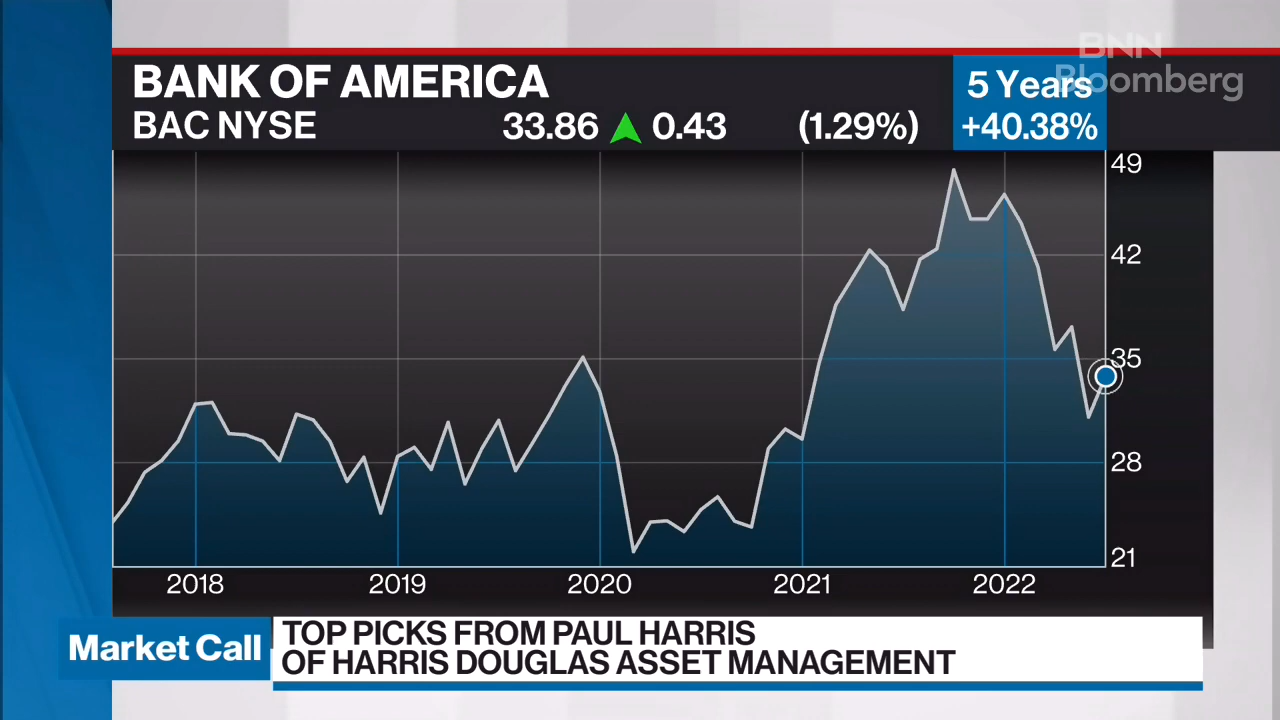 BNN
Bloomberg
BANK OF AMERICA
BAC NYSE
33.86 0.43 (1.29%)
5 Years
+40.38%
49
42
35
28
21
2018 2019 2020 2021 2022
Market Call
TOP PICKS FROM PAUL HARRIS
OF HARRIS DOUGLAS ASSET MANAGEMENT